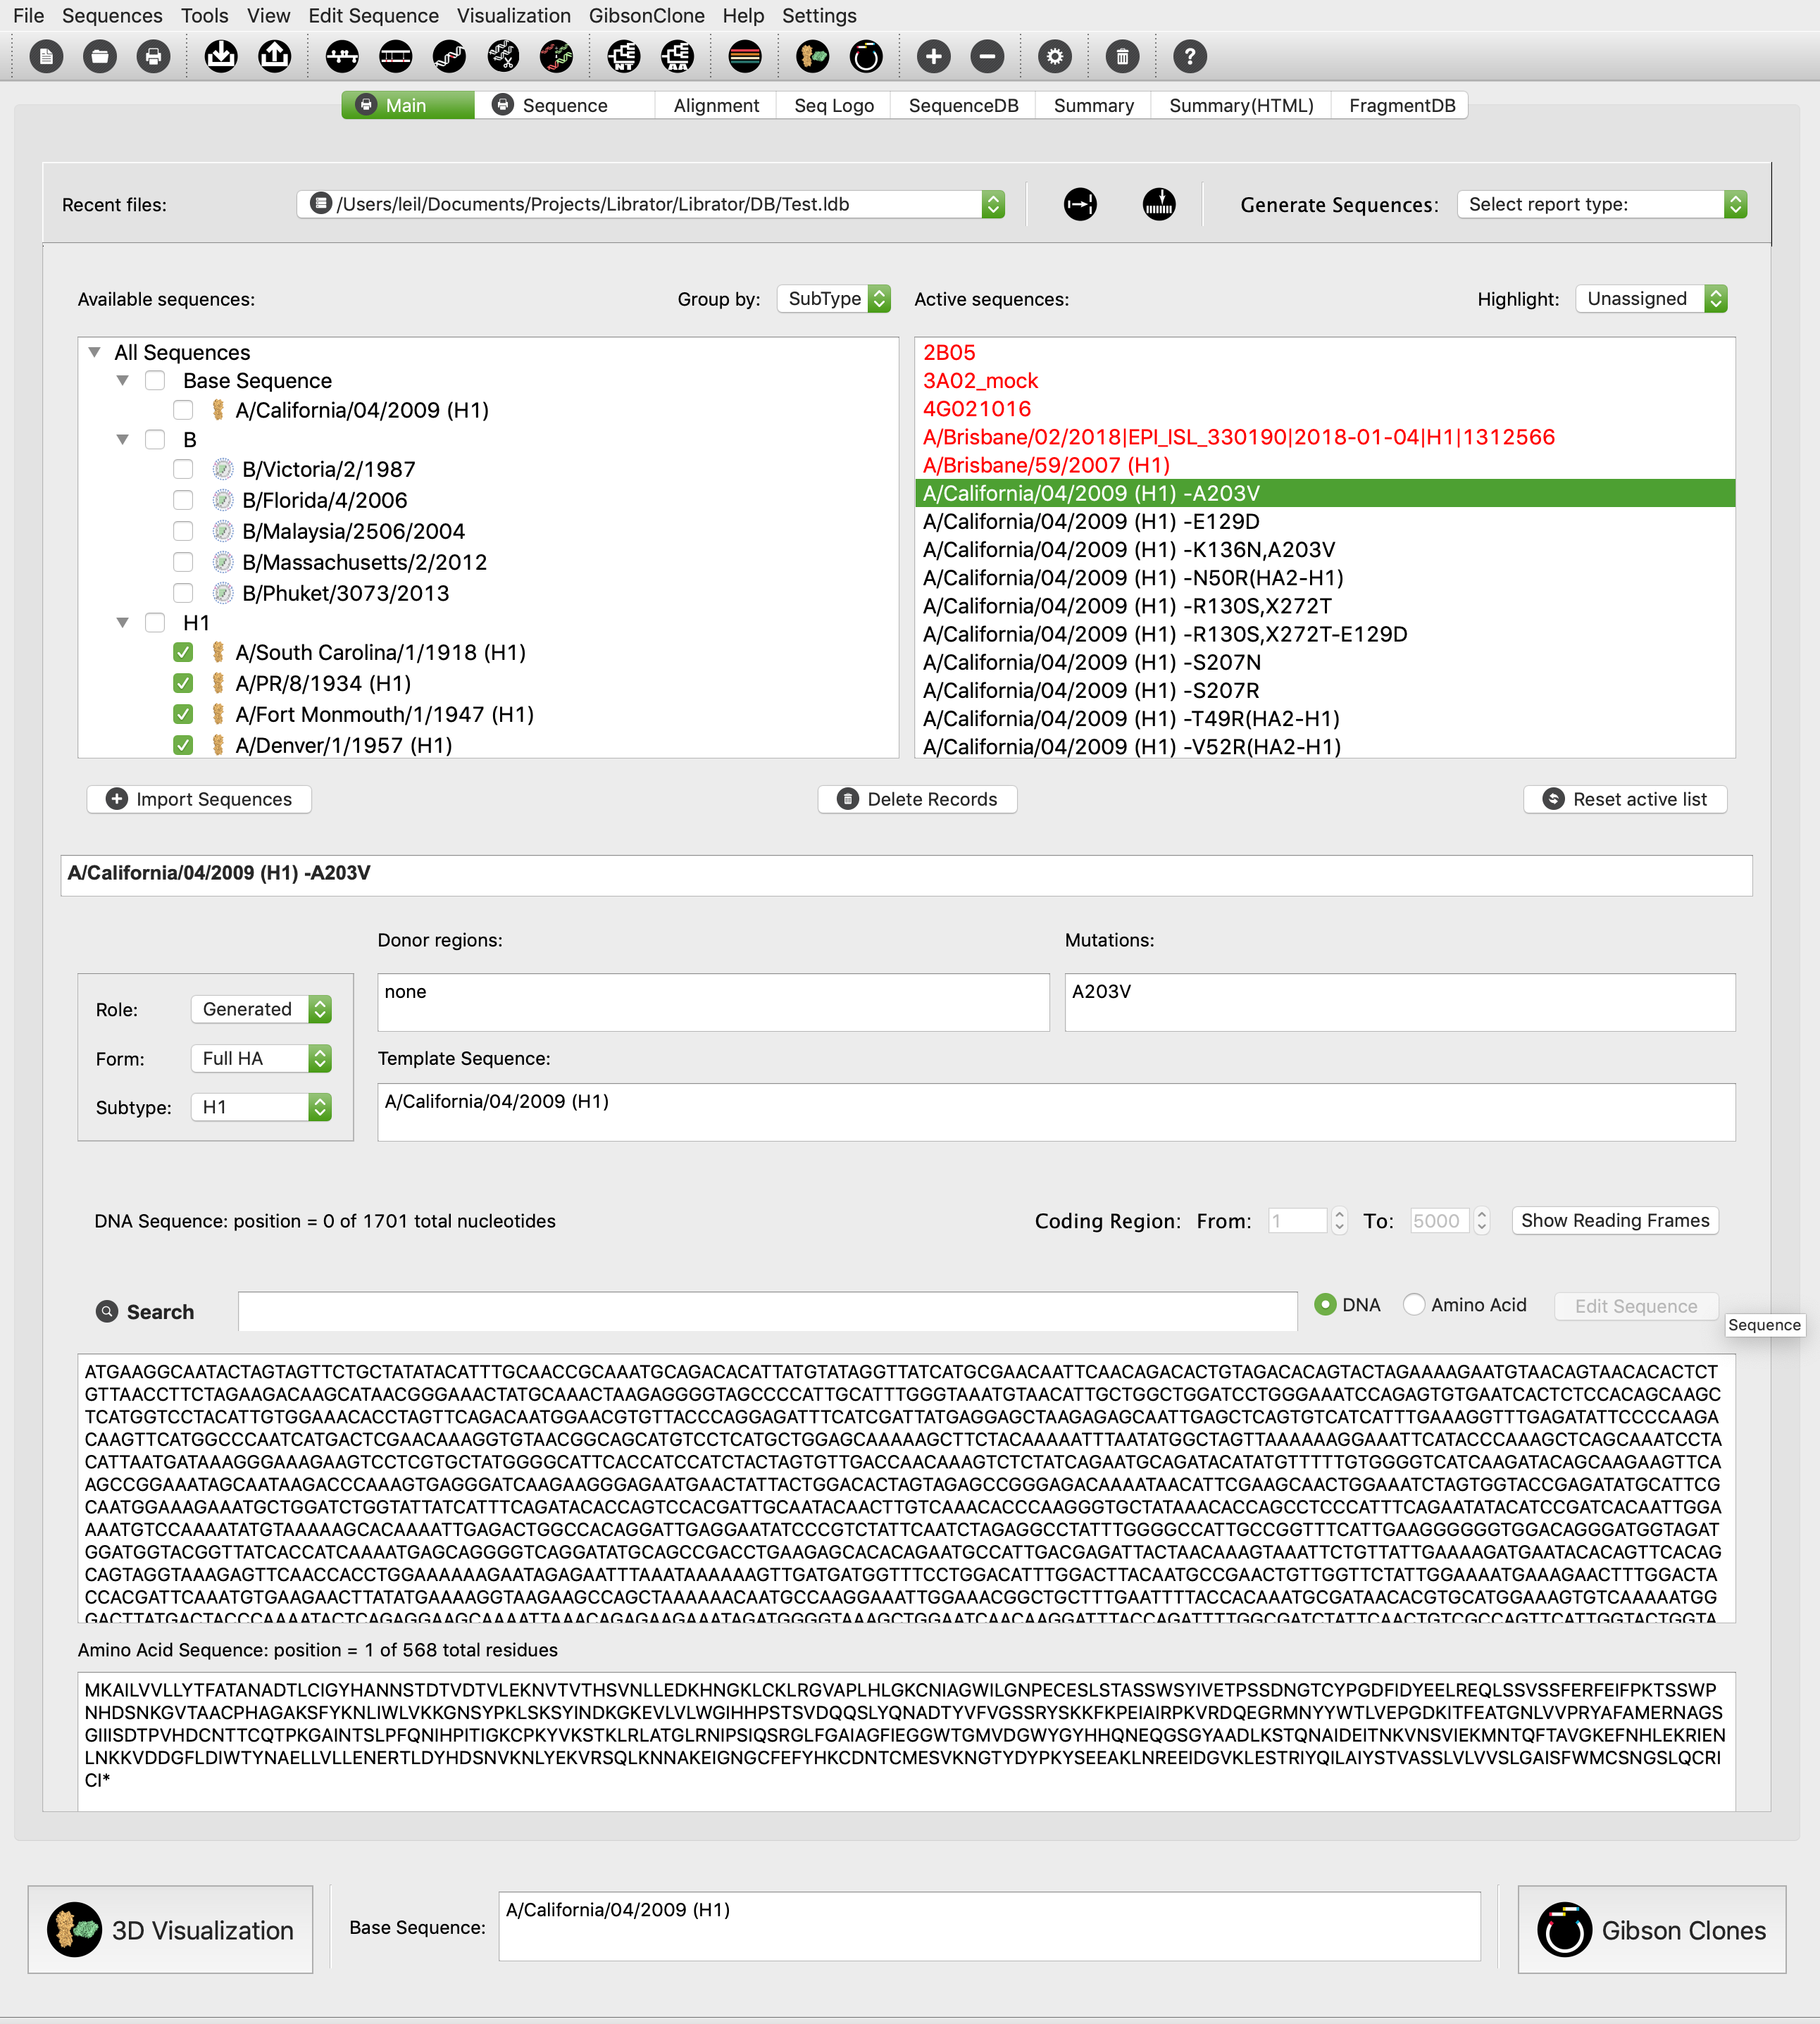 File Sequences Tools View Edit Sequence Visualization GibsonClone Help Settings
NT AA ?
Main Sequence Alignment Seq Logo SequenceDB Summary Summary(HTML) FragmentDB
Recent files: /Users/leil/Documents/Projects/Librator/Librator/DB/Test.ldb Generate Sequences: Select report type:
Available sequences: Group by: SubType Active sequences: Highlight: Unassigned
All Sequences
Base Sequence
A/California/04/2009 (H1)
B
B/Victoria/2/1987
B/Florida/4/2006
B/Malaysia/2506/2004
B/Massachusetts/2/2012
B/Phuket/3073/2013
H1
A/South Carolina/1/1918 (H1)
A/PR/8/1934 (H1)
A/Fort Monmouth/1/1947 (H1)
A/Denver/1/1957 (H1)
2B05
3A02_mock
4G021016
A/Brisbane/02/2018|EPI_ISL_330190|2018-01-04|H1|1312566
A/Brisbane/59/2007 (H1)
A/California/04/2009 (H1) -A203V
A/California/04/2009 (H1) -E129D
A/California/04/2009 (H1) -K136N,A203V
A/California/04/2009 (H1) -N50R(HA2-H1)
A/California/04/2009 (H1) -R130S,X272T
A/California/04/2009 (H1) -R130S,X272T-E129D
A/California/04/2009 (H1) -S207N
A/California/04/2009 (H1) -S207R
A/California/04/2009 (H1) -T49R(HA2-H1)
A/California/04/2009 (H1) -V52R(HA2-H1)
Import Sequences Delete Records Reset active list
A/California/04/2009 (H1) -A203V
Donor regions: Mutations:
none A203V
Role: Generated
Form: Full HA
Subtype: H1
Template Sequence:
A/California/04/2009 (H1)
DNA Sequence: position = 0 of 1701 total nucleotides Coding Region: From: 1 To: 5000 Show Reading Frames
Search DNA Amino Acid Edit Sequence
Sequence
ATGAAGGCAATACTAGTAGTTCTGCTATATACATTTGCAACCGCAAATGCAGACACATTATGTATAGGTTATCATGCGAACAATTCAACAGACACTGTAGACACAGTACTAGAAAAGAATGTAACAGTAACACACTCT
GTTAACCTTCTAGAAGACAAGCATAACGGGAAACTATGCAAACTAAGAGGGGTAGCCCCATTGCATTTGGGTAAATGTAACATTGCTGGCTGGATCCTGGGAAATCCAGAGTGTGAATCACTCTCCACAGCAAGC
TCATGGTCCTACATTGTGGAAACACCTAGTTCAGACAATGGAACGTGTTACCCAGGAGATTTCATCGATTATGAGGAGCTAAGAGAGCAATTGAGCTCAGTGTCATCATTTGAAAGGTTTGAGATATTCCCCAAGA
CAAGTTCATGGCCCAATCATGACTCGAACAAAGGTGTAACGGCAGCATGTCCTCATGCTGGAGCAAAAAGCTTCTACAAAAATTTAATATGGCTAGTTAAAAAAGGAAATTCATACCCAAAGCTCAGCAAATCCTA
CATTAATGATAAAGGGAAAGAAGTCCTCGTGCTATGGGGCATTCACCATCCATCTACTAGTGTTGACCAACAAAGTCTCTATCAGAATGCAGATACATATGTTTTTGTGGGGTCATCAAGATACAGCAAGAAGTTCA
AGCCGGAAATAGCAATAAGACCCAAAGTGAGGGATCAAGAAGGGAGAATGAACTATTACTGGACACTAGTAGAGCCGGGAGACAAAATAACATTCGAAGCAACTGGAAATCTAGTGGTACCGAGATATGCATTCG
CAATGGAAAGAAATGCTGGATCTGGTATTATCATTTCAGATACACCAGTCCACGATTGCAATACAACTTGTCAAACACCCAAGGGTGCTATAAACACCAGCCTCCCATTTCAGAATATACATCCGATCACAATTGGA
AAATGTCCAAAATATGTAAAAAGCACAAAATTGAGACTGGCCACAGGATTGAGGAATATCCCGTCTATTCAATCTAGAGGCCTATTTGGGGCCATTGCCGGTTTCATTGAAGGGGGGTGGACAGGGATGGTAGAT
GGATGGTACGGTTATCACCATCAAAATGAGCAGGGGTCAGGATATGCAGCCGACCTGAAGAGCACACAGAATGCCATTGACGAGATTACTAACAAAGTAAATTCTGTTATTGAAAAGATGAATACACAGTTCACAG
CAGTAGGTAAAGAGTTCAACCACCTGGAAAAAAGAATAGAGAATTTAAATAAAAAAGTTGATGATGGTTTCCTGGACATTTGGACTTACAATGCCGAACTGTTGGTTCTATTGGAAAATGAAAGAACTTTGGACTA
CCACGATTCAAATGTGAAGAACTTATATGAAAAGGTAAGAAGCCAGCTAAAAAACAATGCCAAGGAAATTGGAAACGGCTGCTTTGAATTTTACCACAAATGCGATAACACGTGCATGGAAAGTGTCAAAAATGG
GACTTATGACTACCCAAAATACTCAGAGGAAGCAAAATTAAACAGAGAAGAAATAGATGGGGTAAAGCTGGAATCAACAAGGATTTACCAGATTTTGGCGATCTATTCAACTGTCGCCAGTTCATTGGTACTGGTA
Amino Acid Sequence: position = 1 of 568 total residues
MKAILVVLLYTFATANADTLCIGYHANNSTDTVDTVLEKNVTVTHSVNLLEDKHNGKLCKLRGVAPLHLGKCNIAGWILGNPECESLSTASSWSYIVETPSSDNGTCYPGDFIDYEELREQLSSVSSFERFEIFPKTSSWP
NHDSNKGVTAACPHAGAKSFYKNLIWLVKKGNSYPKLSKSYINDKGKEVLVLWGIHHPSTSVDQQSLYQNADTYVFVGSSRYSKKFKPEIAIRPKVRDQEGRMNYYWTLVEPGDKITFEATGNLVVPRYAFAMERNAGS
GIIISDTPVHDCNTTCQTPKGAINTSLPFQNIHPITIGKCPKYVKSTKLRLATGLRNIPSIQSRGLFGAIAGFIEGGWTGMVDGWYGYHHQNEQGSGYAADLKSTQNAIDEITNKVNSVIEKMNTQFTAVGKEFNHLEKRIEN
LNKKVDDGFLDIWTYNAELLVLLENERTLDYHDSNVKNLYEKVRSQLKNNAKEIGNGCFEFYHKCDNTCMESVKNGTYDYPKYSEEAKLNREEIDGVKLESTRIYQILAIYSTVASSLVLVVSLGAISFWMCSNGSLQCRI
CI*
3D Visualization Base Sequence: A/California/04/2009 (H1) Gibson Clones